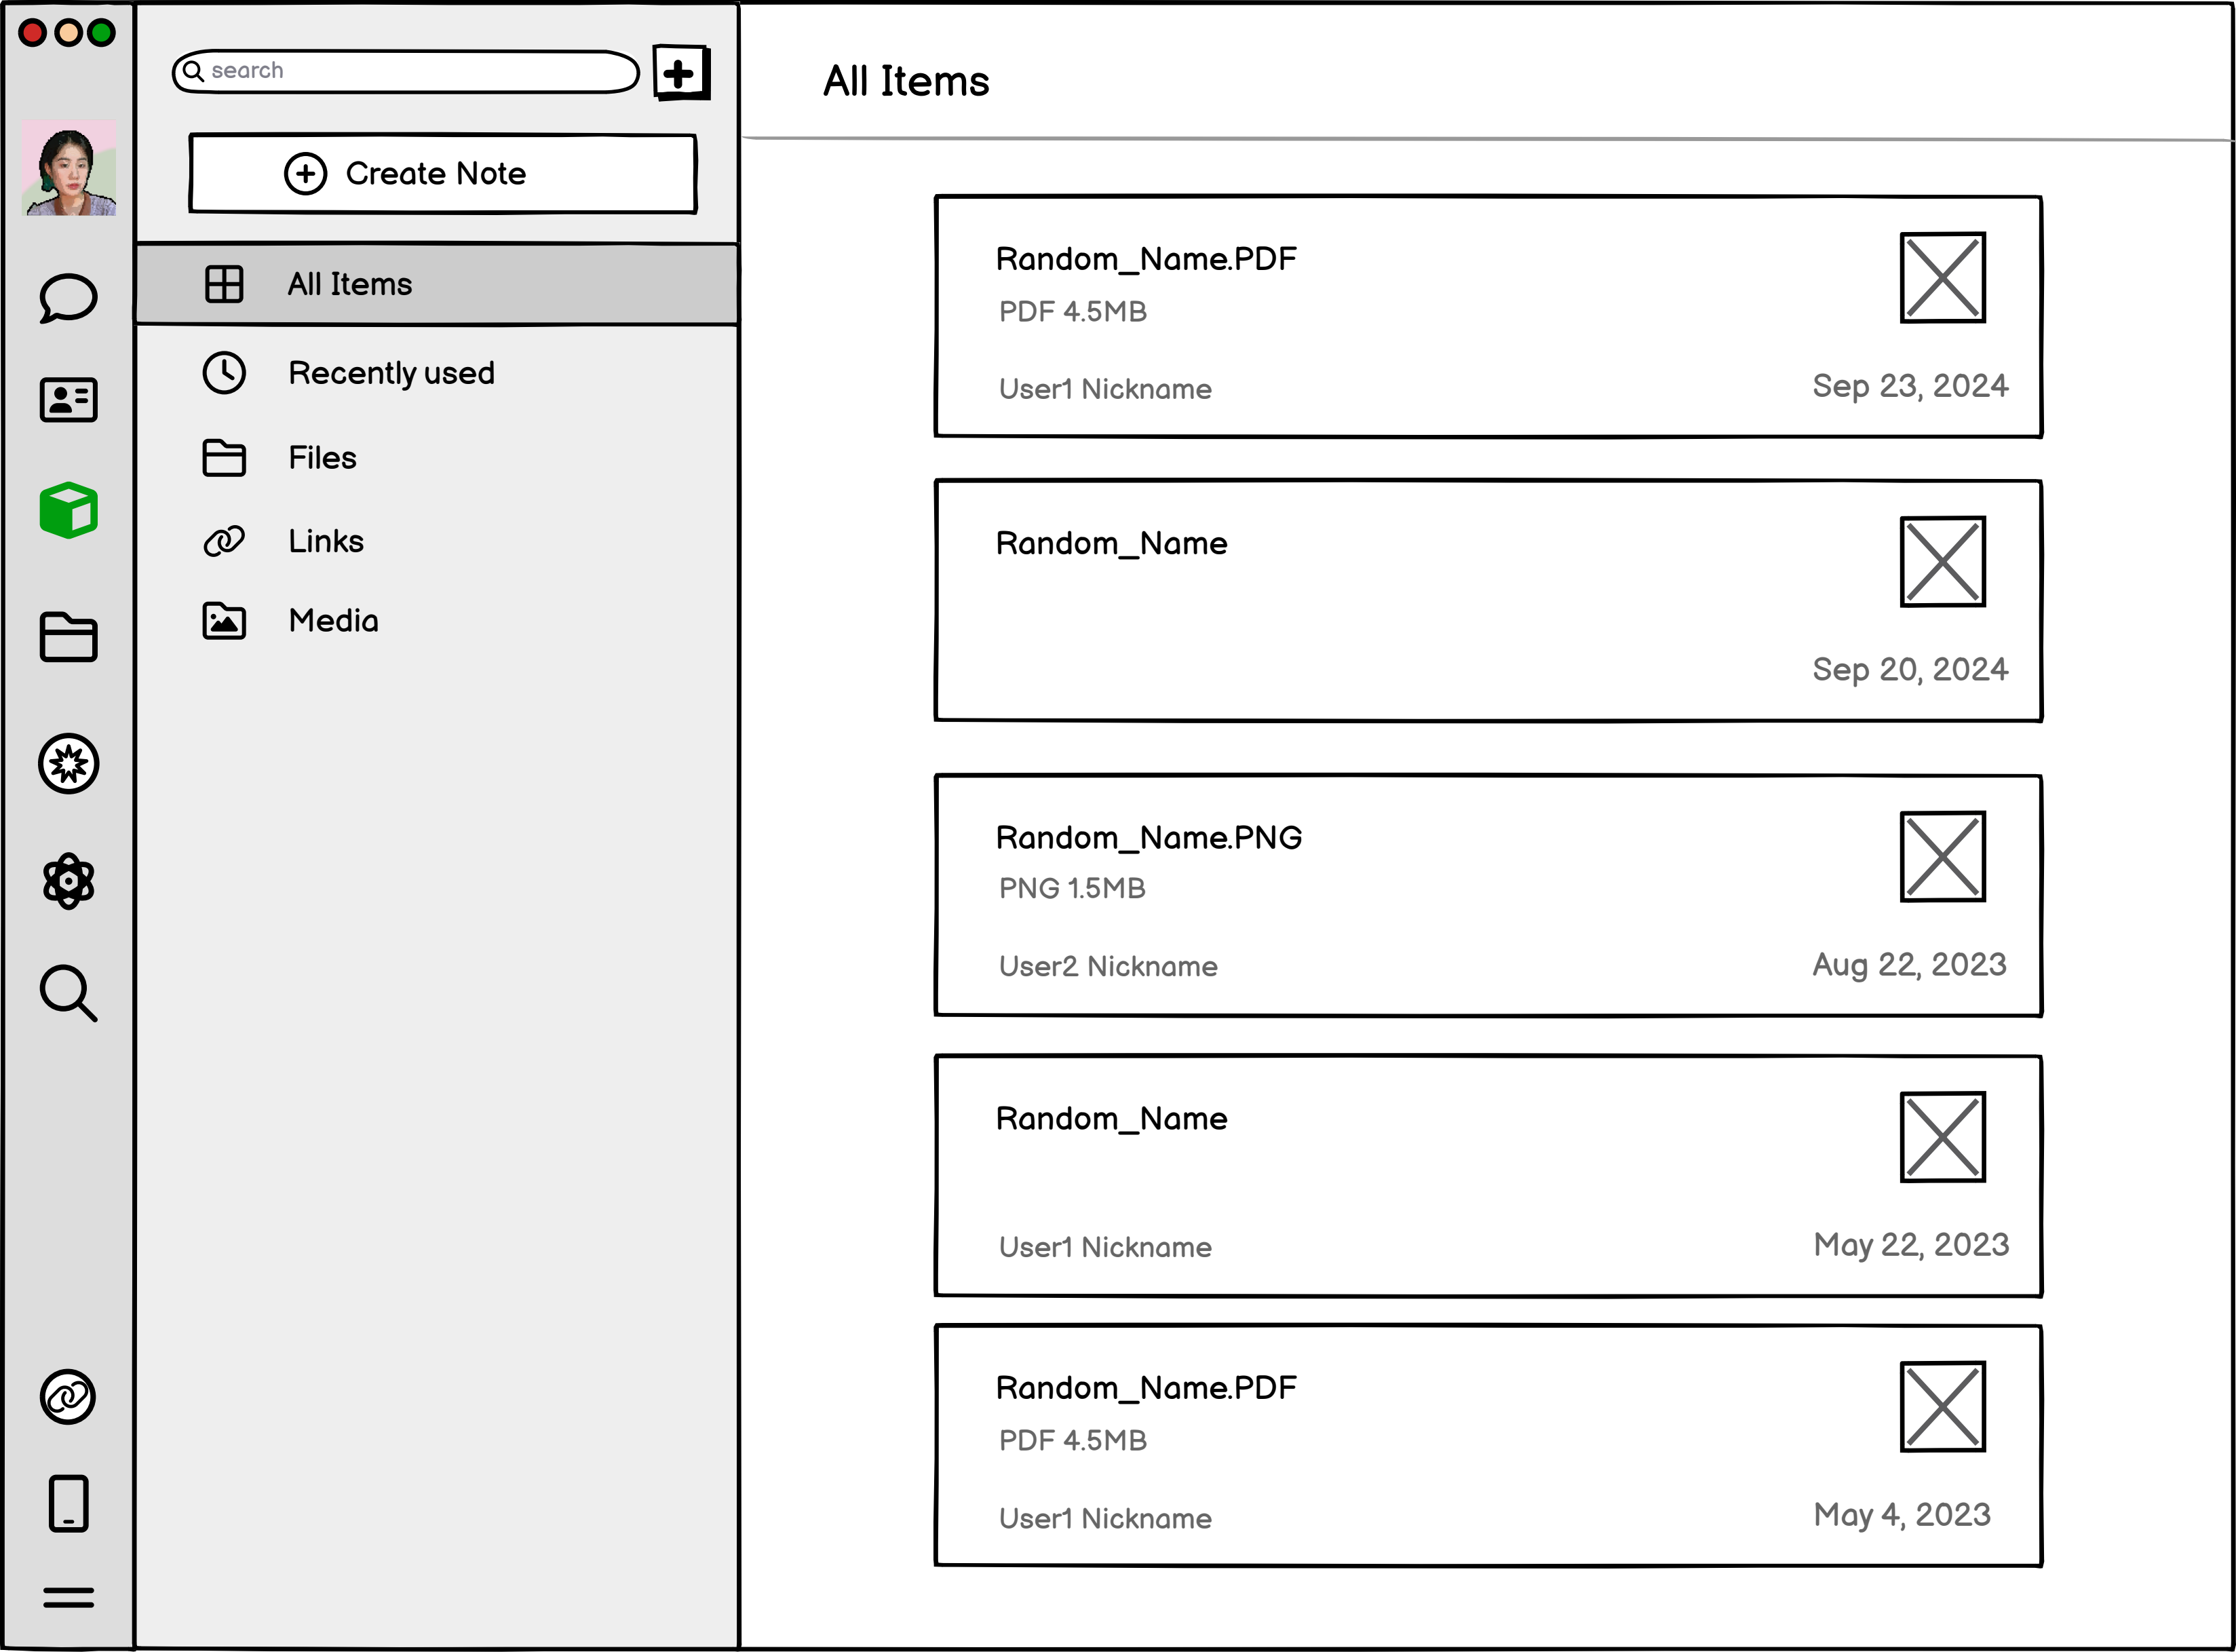 search
Create Note
All Items
Recently used
Files
Links
Media
All Items
Random_Name.PDF
PDF 4.5MB
User1 Nickname
Sep 23, 2024
Random_Name
Sep 20, 2024
Random_Name.PNG
PNG 1.5MB
User2 Nickname
Aug 22, 2023
Random_Name
User1 Nickname
May 22, 2023
Random_Name.PDF
PDF 4.5MB
User1 Nickname
May 4, 2023